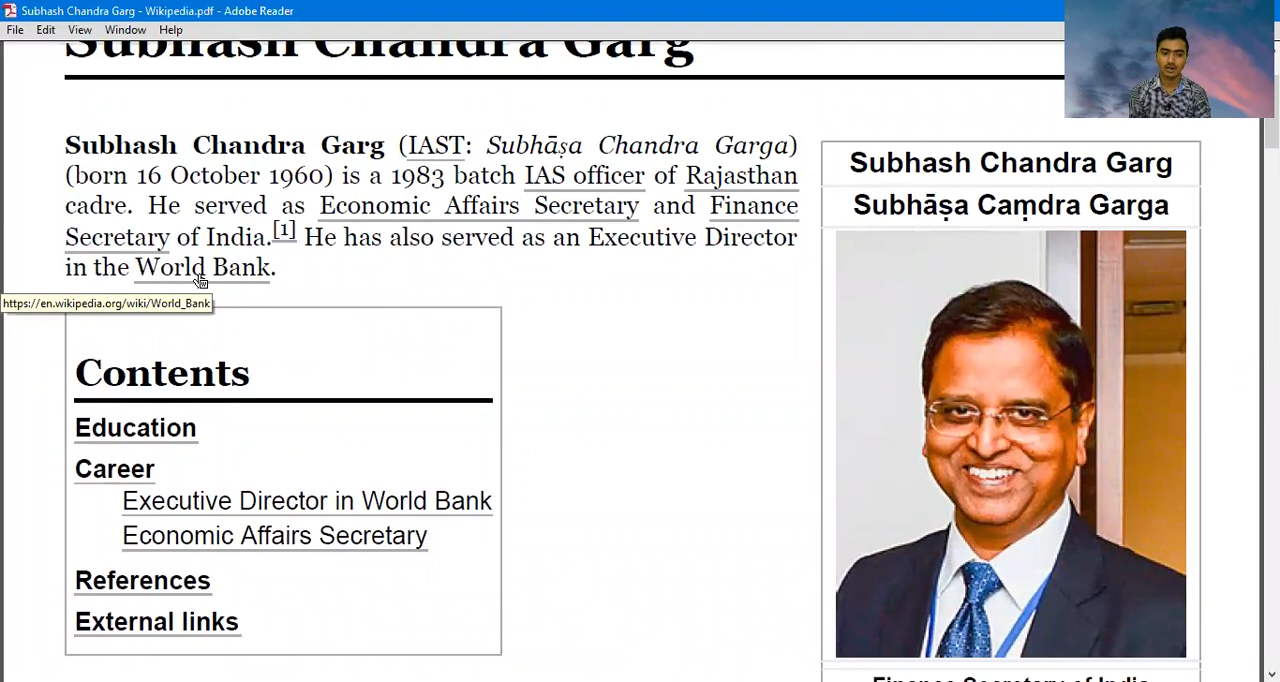 Subhash Chandra Garg - Wikipedia.pdf - Adobe Reader
File Edit View Window Help
Subhash Chandra Garg
Subhash Chandra Garg (IAST: Subhāṣa Chandra Garga)
(born 16 October 1960) is a 1983 batch IAS officer of Rajasthan
cadre. He served as Economic Affairs Secretary and Finance
Secretary of India.[1] He has also served as an Executive Director
in the World Bank.
https://en.wikipedia.org/wiki/World_Bank
Contents
Education
Career
Executive Director in World Bank
Economic Affairs Secretary
References
External links
Subhash Chandra Garg
Subhāṣa Caṃdra Garga
Finance Secretary of India